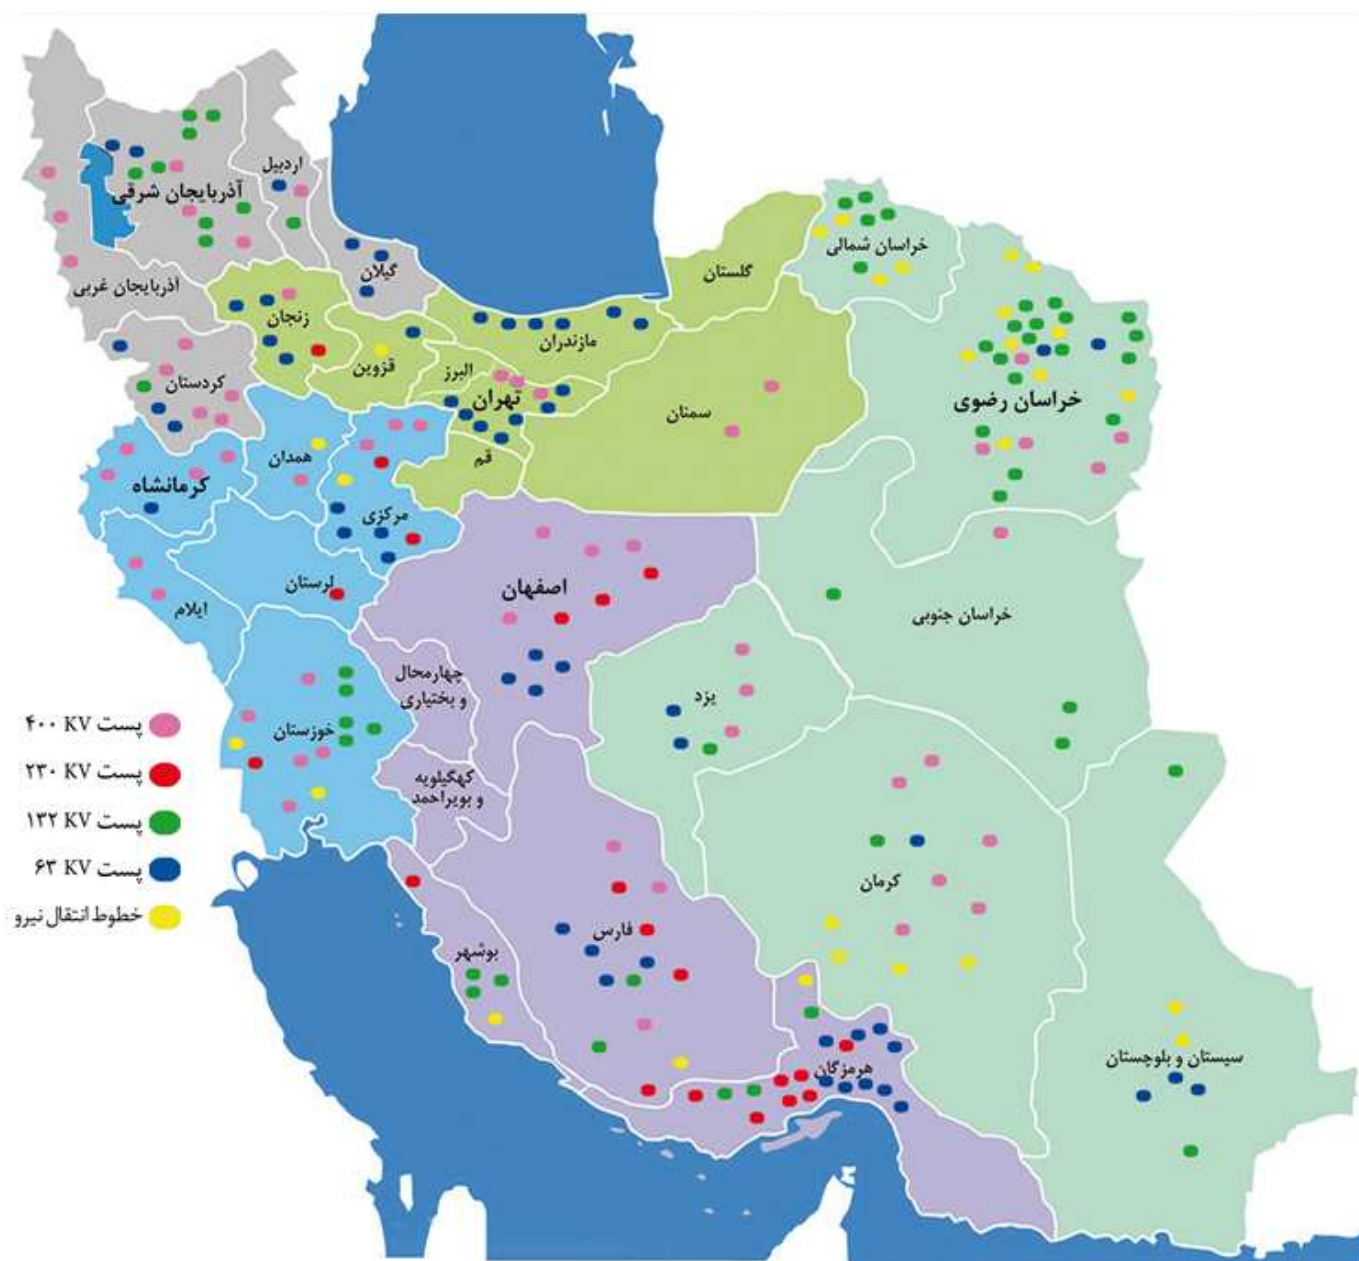 اردبیل
آذربایجان شرقی
خراسان شمالی
گلستان
گیلان
آذربایجان غربی
زنجان
مازندران
قزوین
البرز
کردستان
تهران
خراسان رضوی
سمنان
همدان
قم
کرمانشاه
مرکزی
لرستان
اصفهان
ایلام
خراسان جنوبی
چهارمحال
و بختیاری
یزد
خوزستان
پست ۴۰۰ KV
پست ۲۳۰ KV
پست ۱۳۲ KV
پست ۶۳ KV
خطوط انتقال نیرو
کهگیلویه
و بویراحمد
کرمان
فارس
بوشهر
سیستان و بلوچستان
هرمزگان